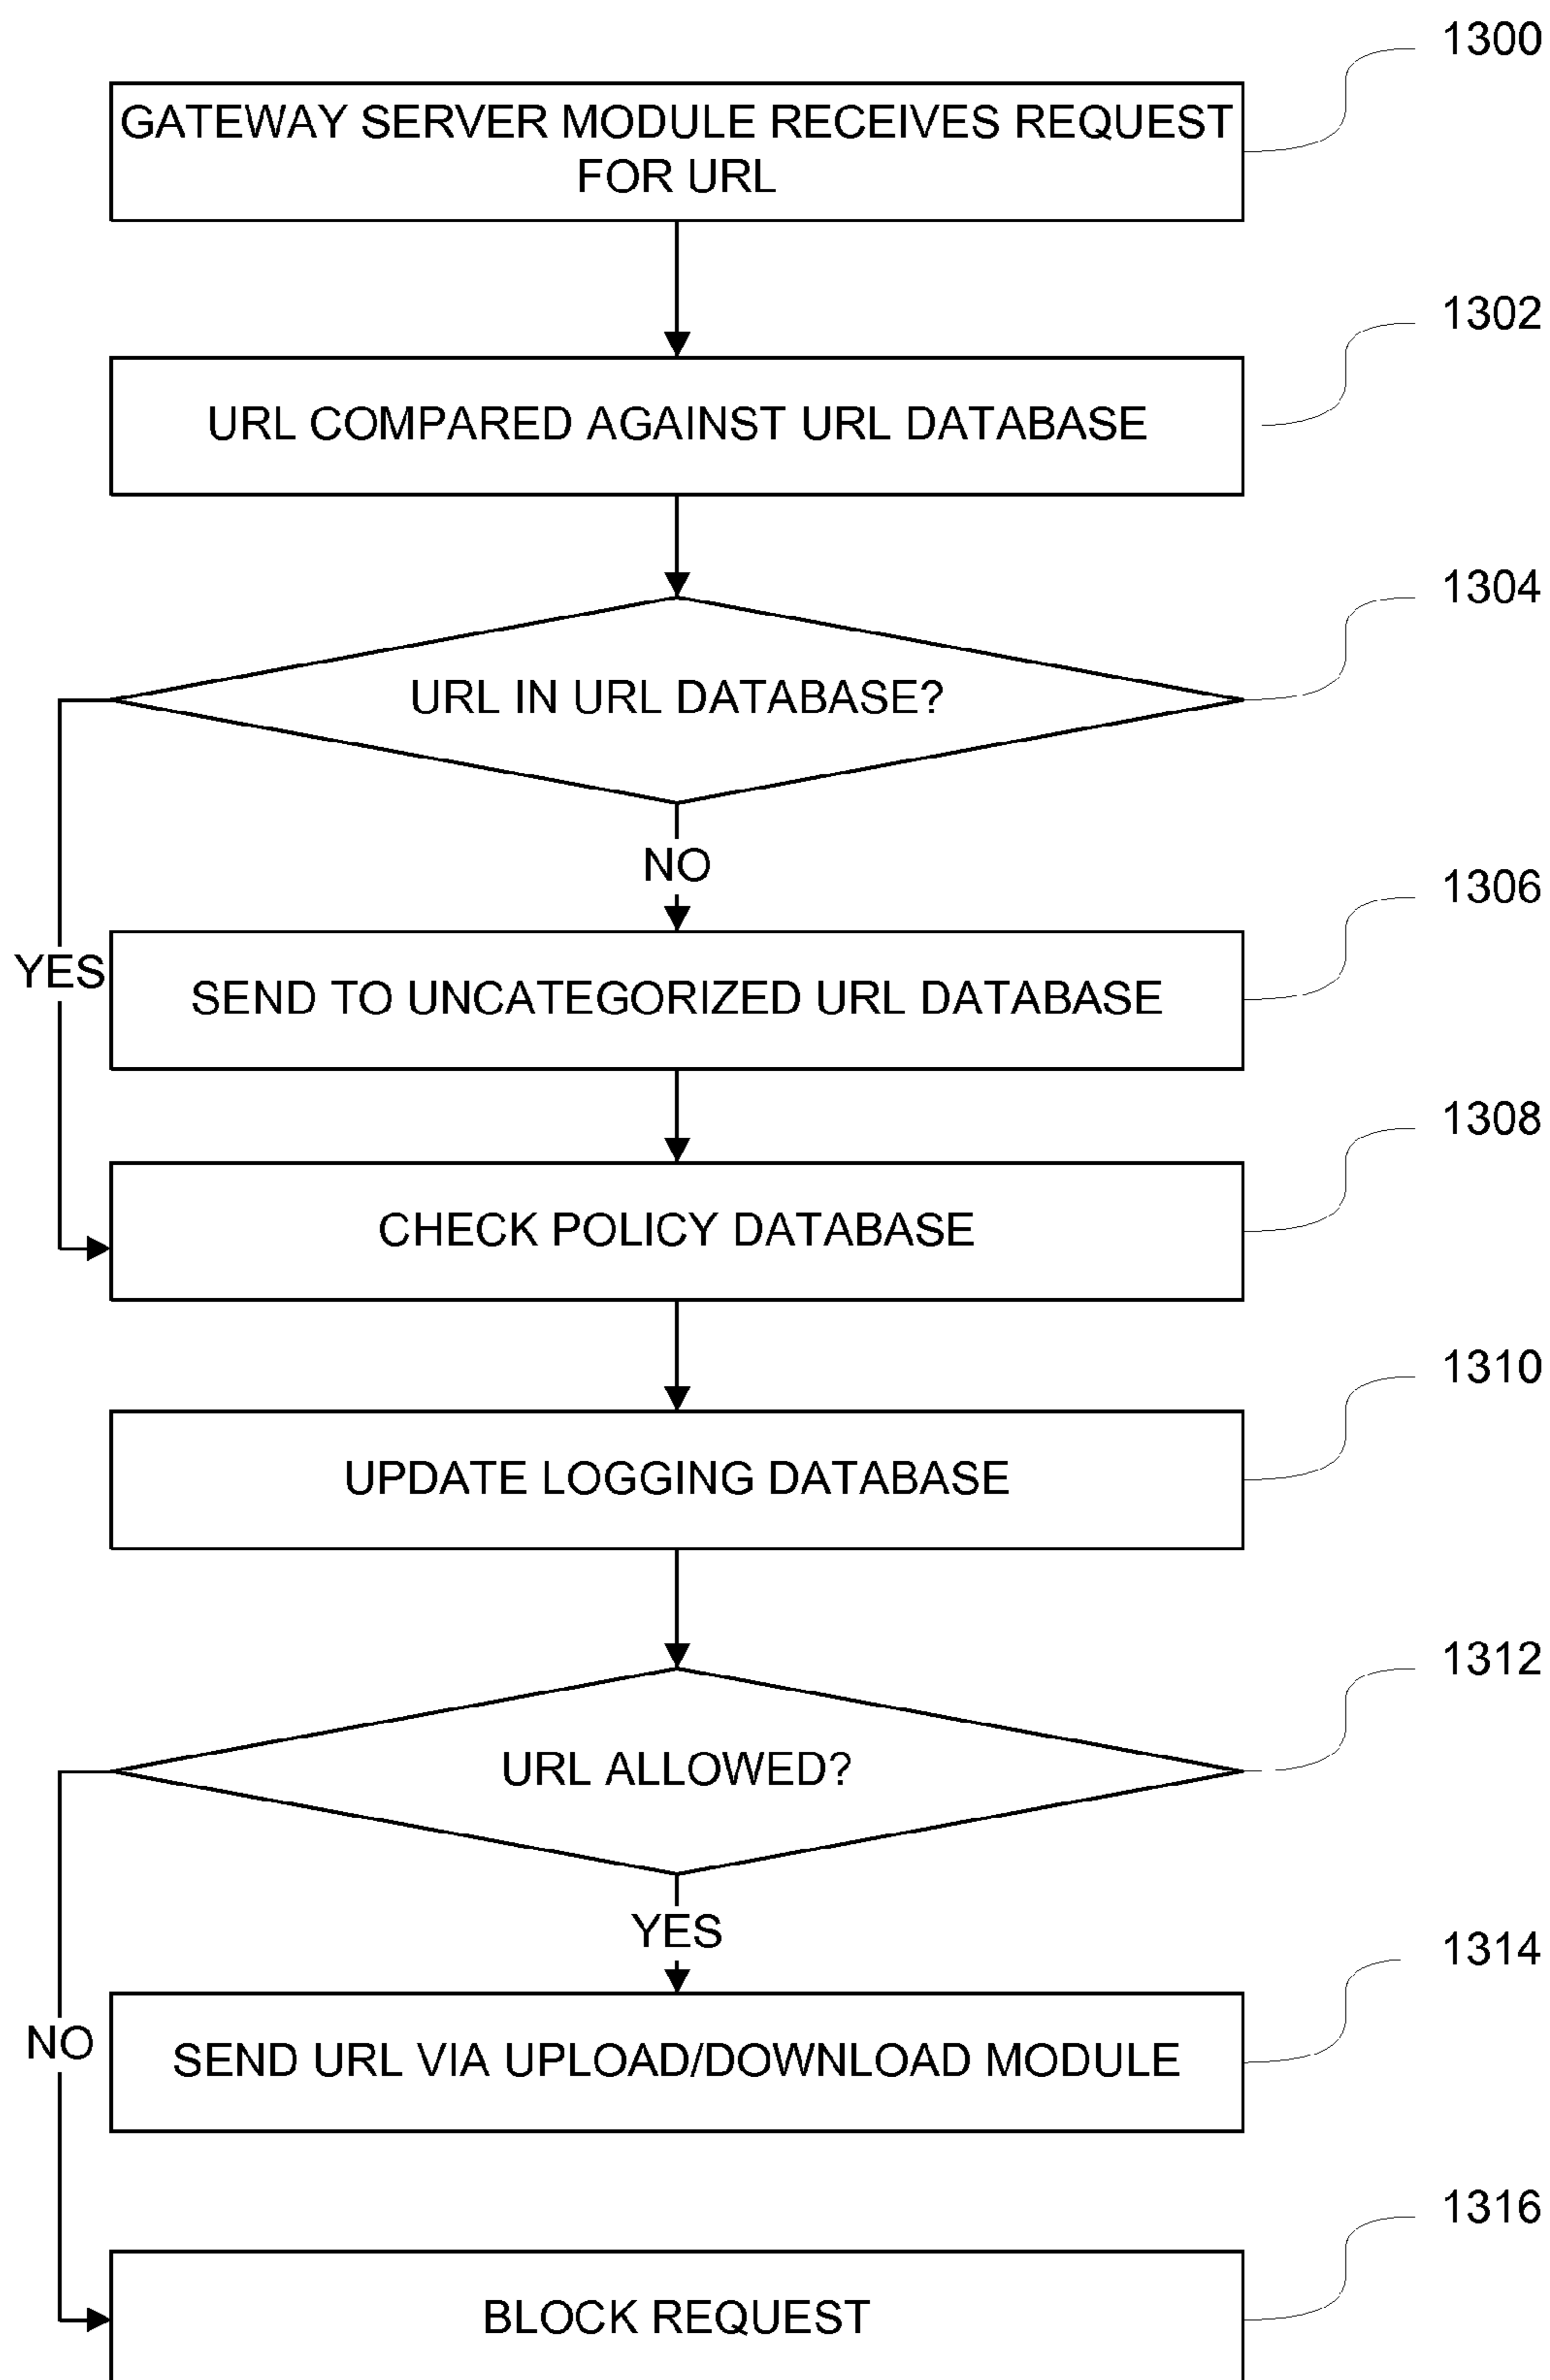 1300
GATEWAY SERVER MODULE RECEIVES REQUEST
FOR URL
1302
URL COMPARED AGAINST URL DATABASE
1304
URL IN URL DATABASE?
NO
1306
YES
SEND TO UNCATEGORIZED URL DATABASE
1308
CHECK POLICY DATABASE
1310
UPDATE LOGGING DATABASE
1312
URL ALLOWED?
YES
1314
NO
SEND URL VIA UPLOAD/DOWNLOAD MODULE
1316
BLOCK REQUEST